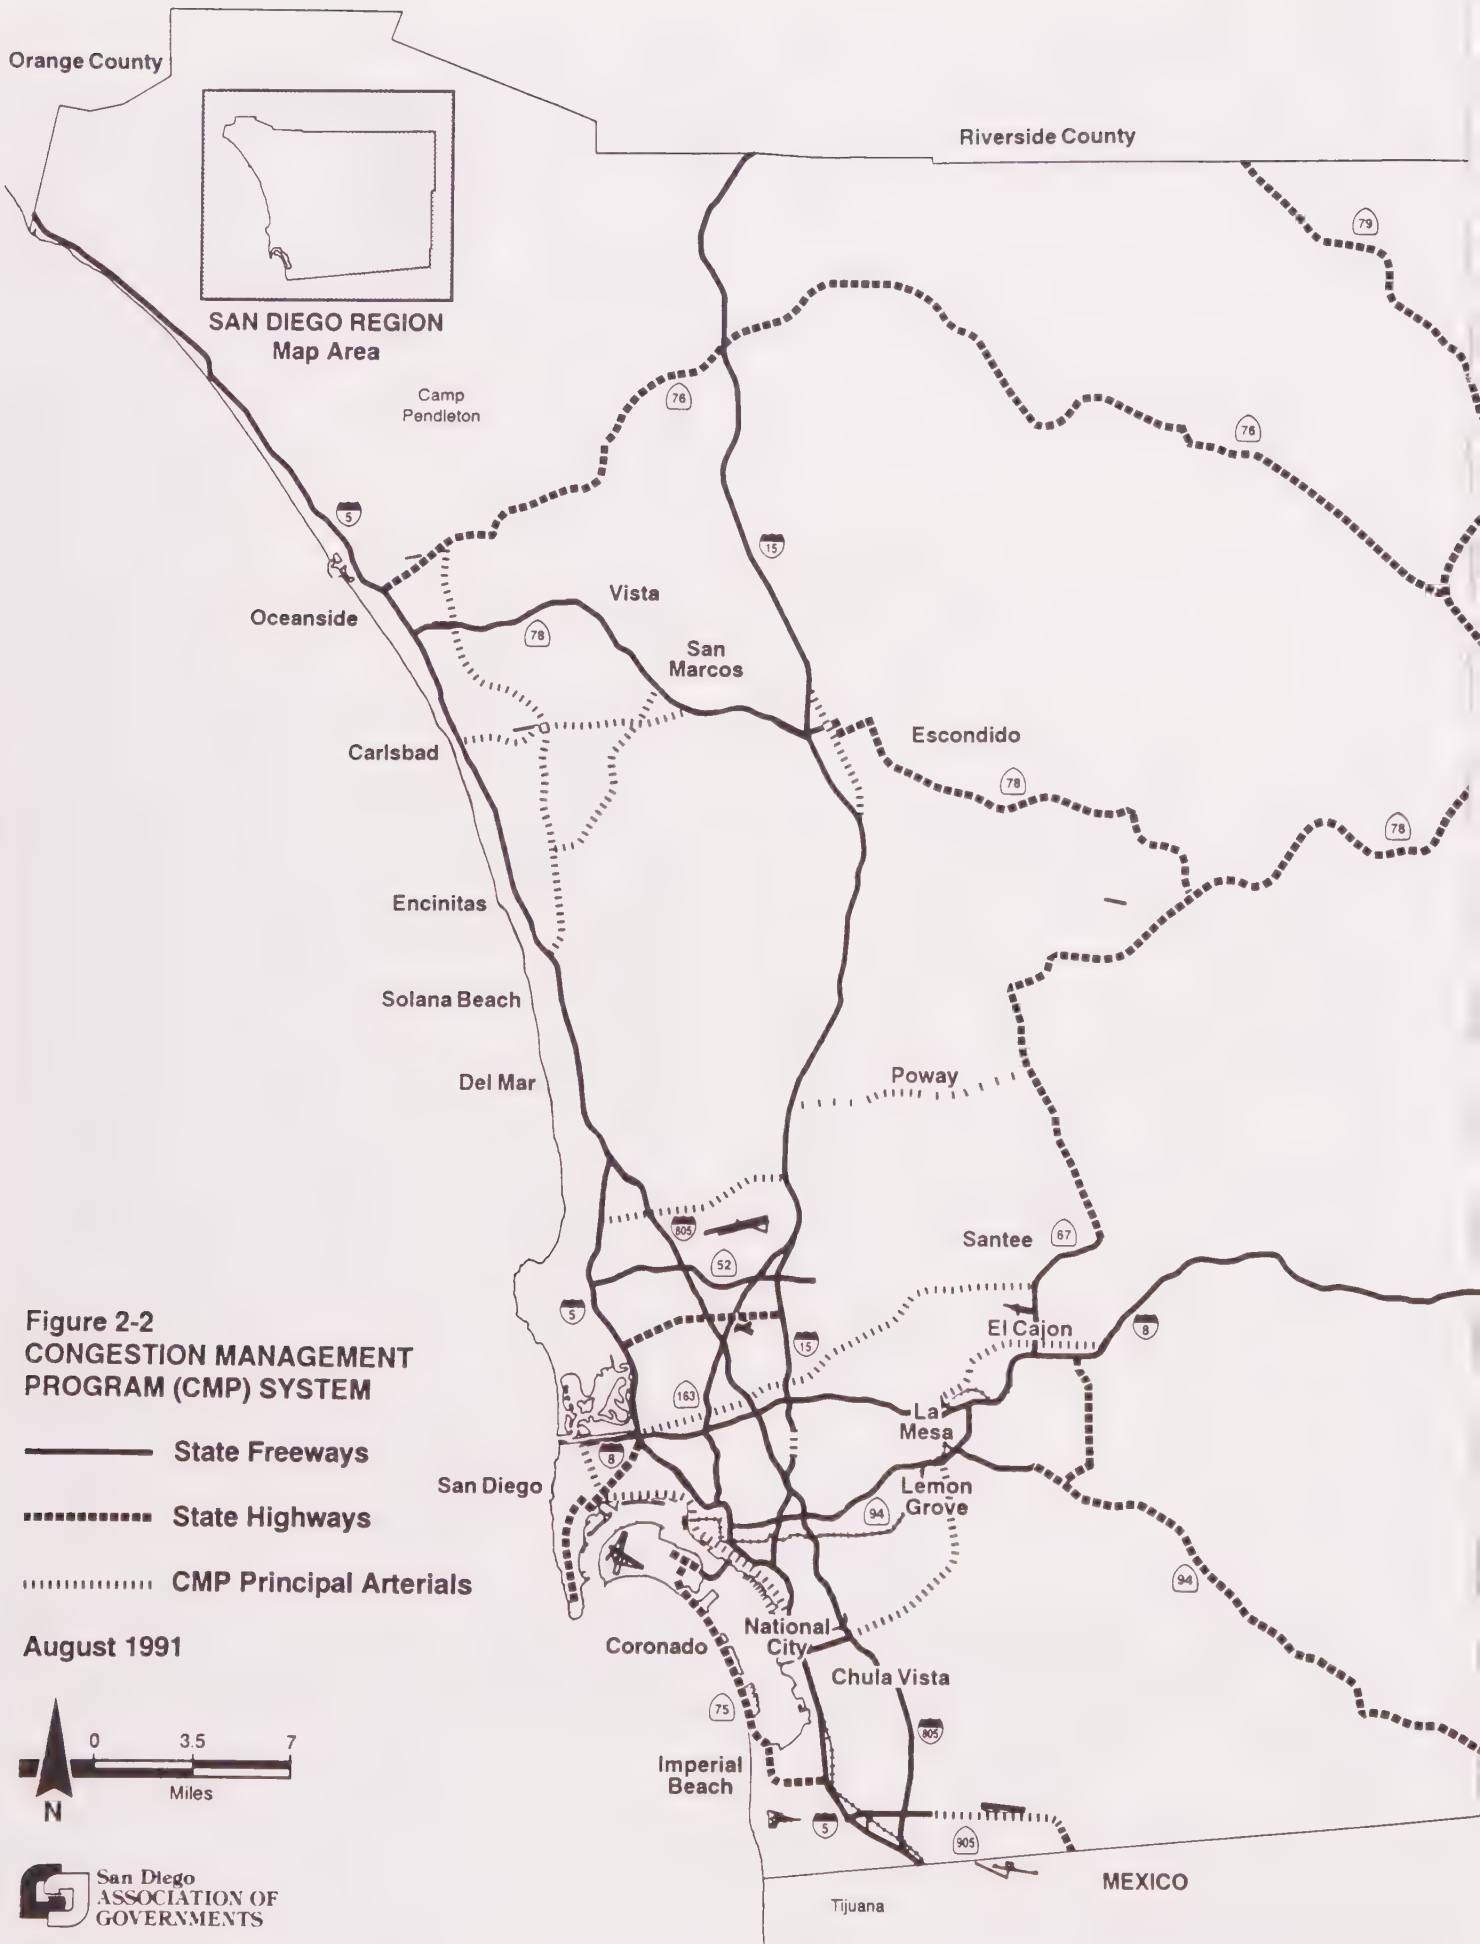 Orange County
Riverside County
79
SAN DIEGO REGION
Map Area
Camp
Pendleton
76
76
5
15
Vista
Oceanside
78
San
Marcos
Escondido
Carlsbad
78
78
Encinitas
Solana Beach
Del Mar
Poway
805
Santee
67
52
5
El Cajon
8
15
Figure 2-2
CONGESTION MANAGEMENT
PROGRAM (CMP) SYSTEM
163
La
Mesa
State Freeways
8
San Diego
Lemon
Grove
State Highways
94
CMP Principal Arterials
94
August 1991
National
City
Coronado
Chula Vista
75
805
0 3.5 7
Miles
N
Imperial
Beach
5
905
MEXICO
Tijuana
San Diego
ASSOCIATION OF
GOVERNMENTS